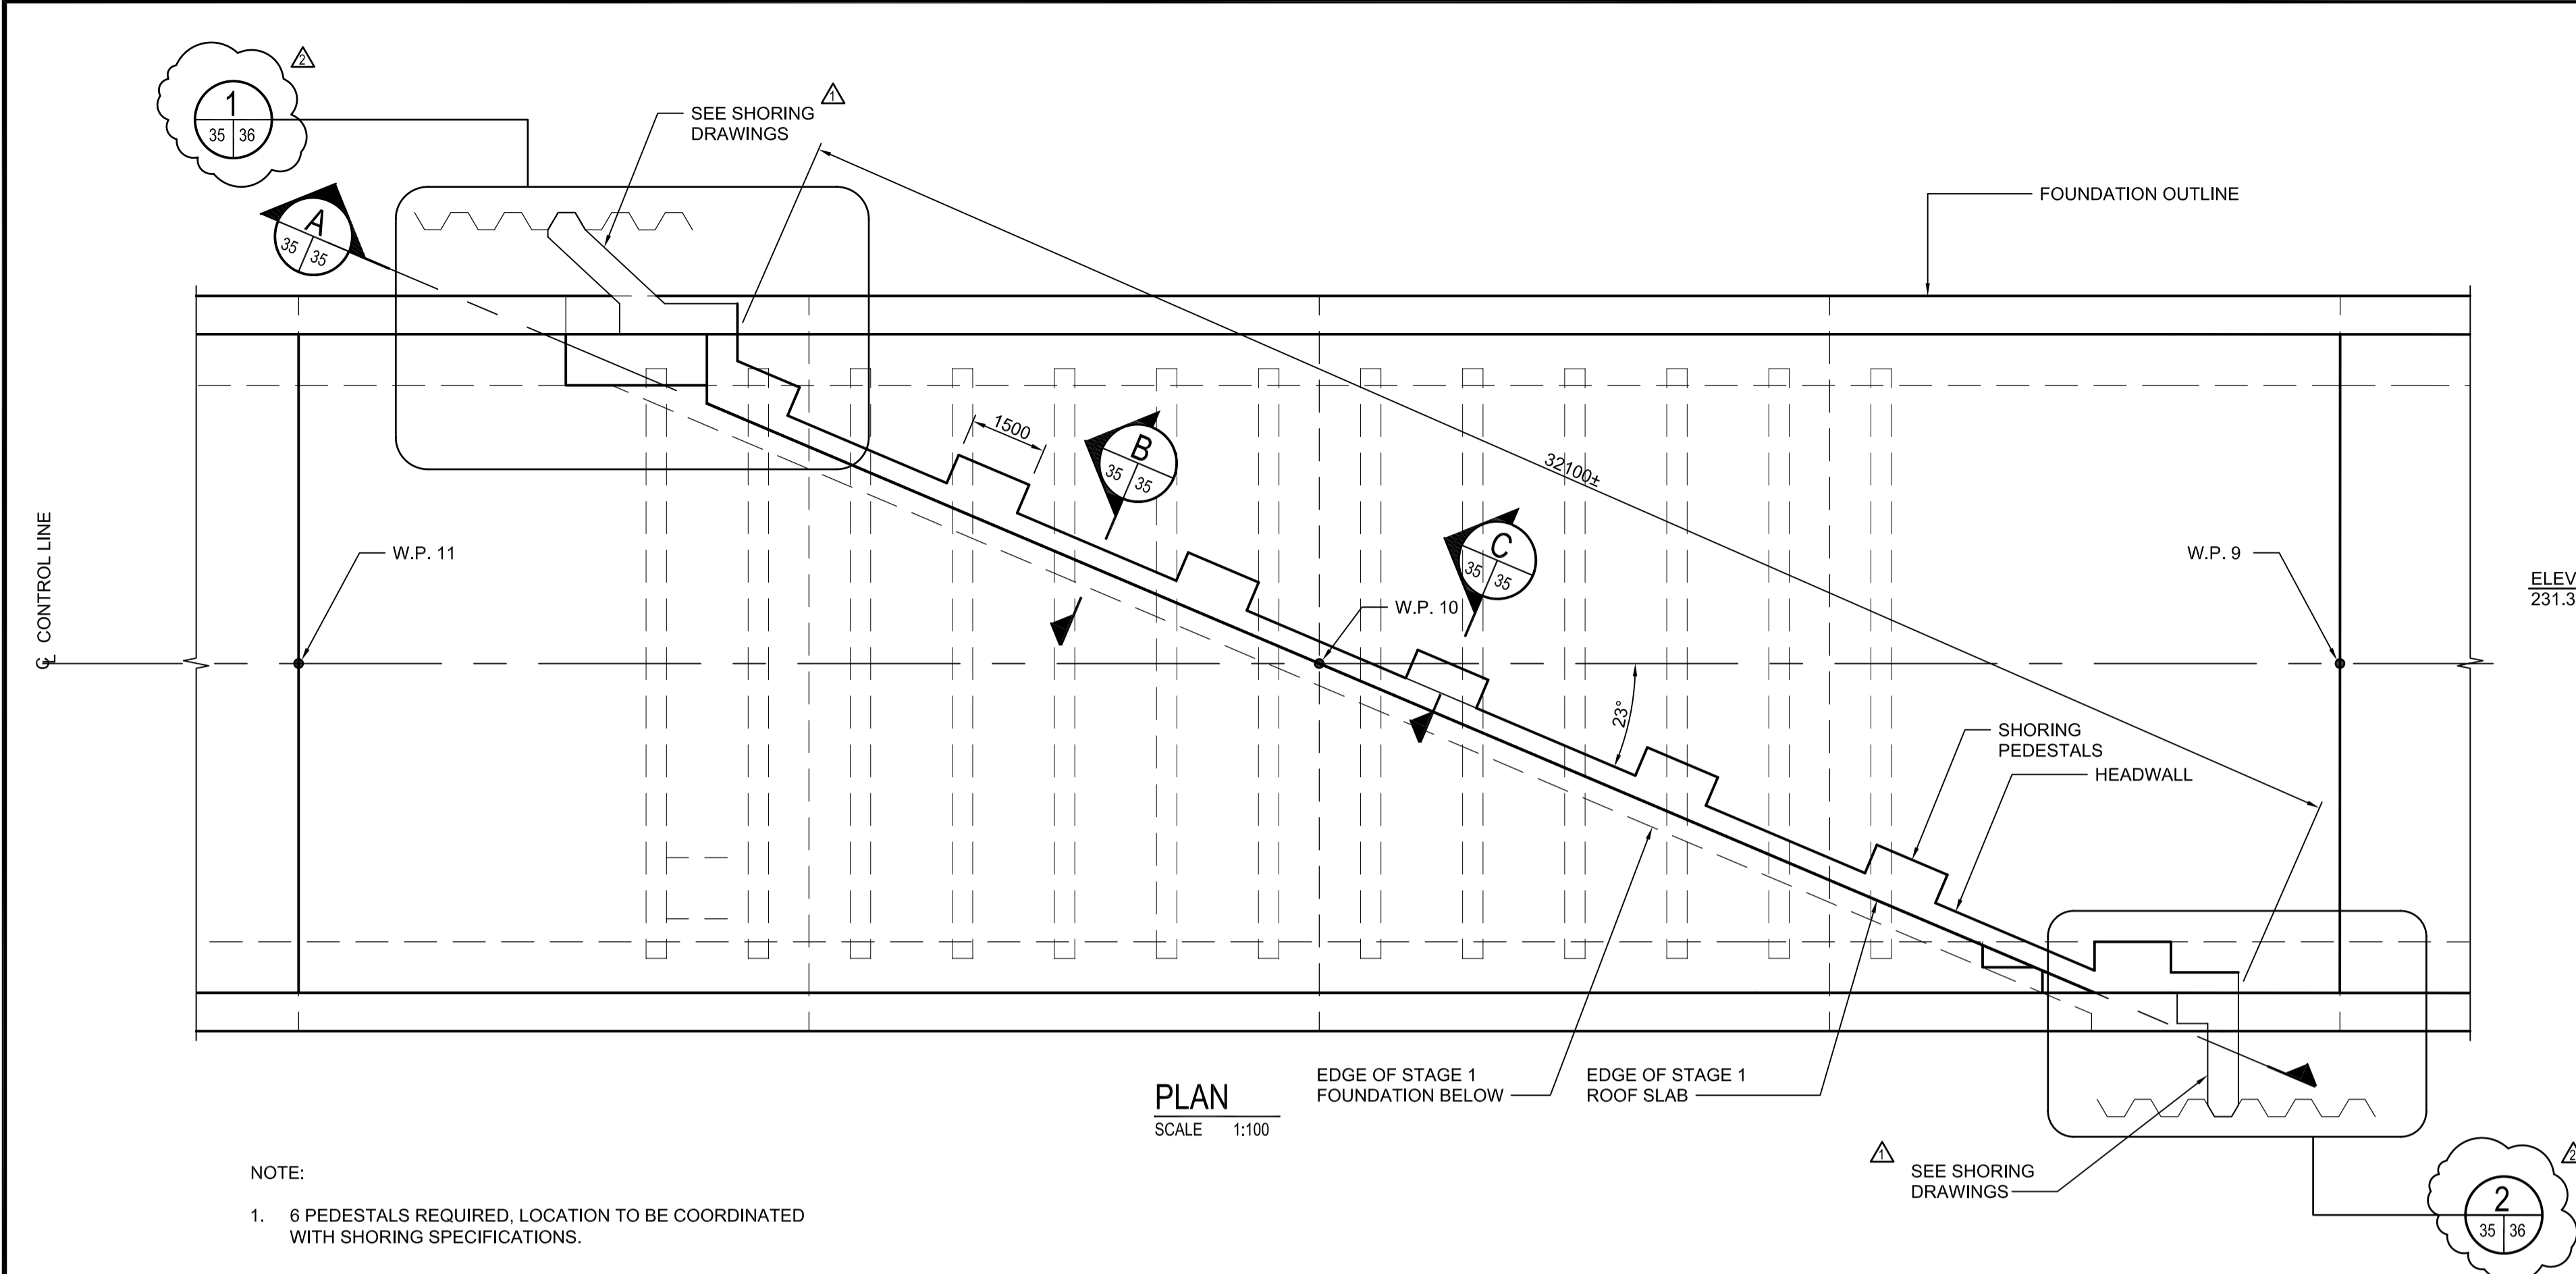 2
1
35 36
SEE SHORING
DRAWINGS
1
FOUNDATION OUTLINE
A
35 35
1500
B
35 35
32100±
C
35 35
℄ CONTROL LINE
W.P. 11
W.P. 10
W.P. 9
ELEV
231.3
23°
SHORING
PEDESTALS
HEADWALL
PLAN
SCALE 1:100
EDGE OF STAGE 1
FOUNDATION BELOW
EDGE OF STAGE 1
ROOF SLAB
1
SEE SHORING
DRAWINGS
2
2
35 36
NOTE:
1. 6 PEDESTALS REQUIRED, LOCATION TO BE COORDINATED
WITH SHORING SPECIFICATIONS.